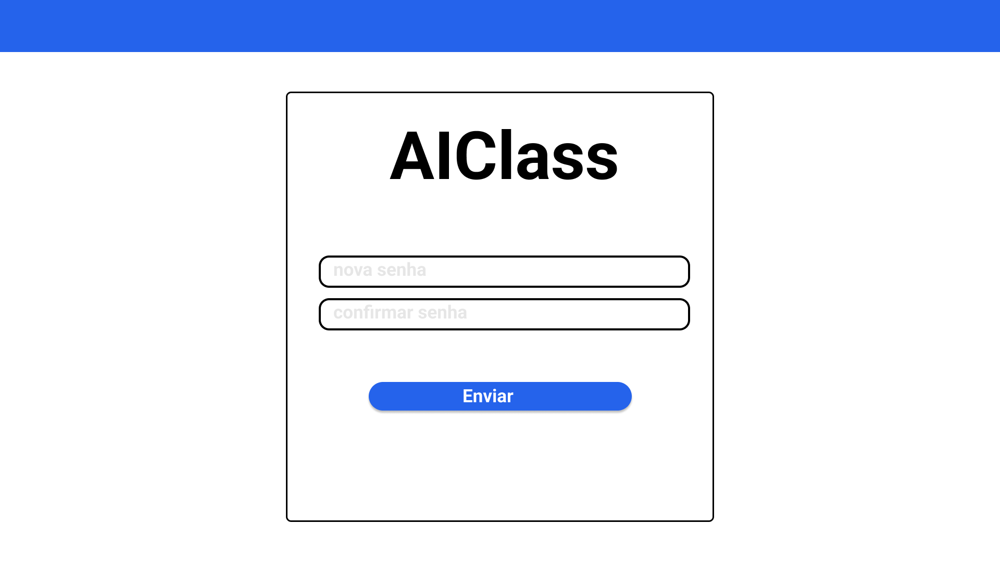 AIClass
nova senha
confirmar senha
Enviar